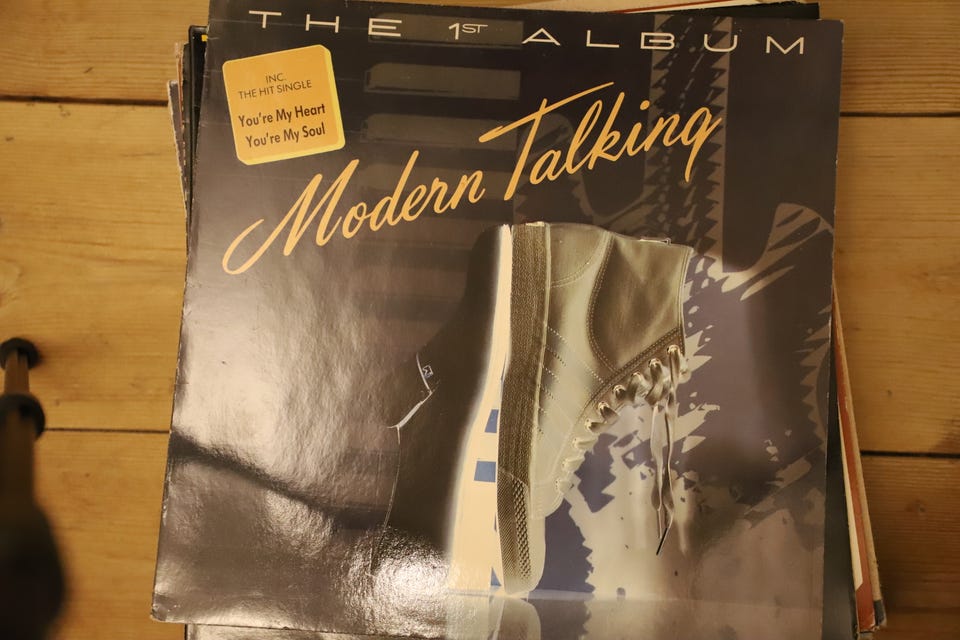 THE 1ST ALBUM
INC.
THE HIT SINGLE
You're My Heart
You're My Soul
Modern Talking